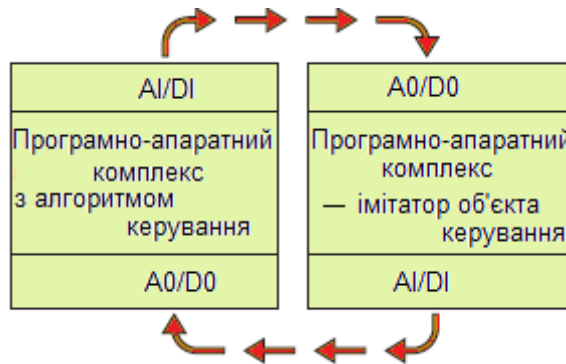 AI/DI
Програмно-апаратний
комплекс
з алгоритмом
керування
A0/D0
A0/D0
Програмно-апаратний
комплекс
— імітатор об'єкта
керування
AI/DI